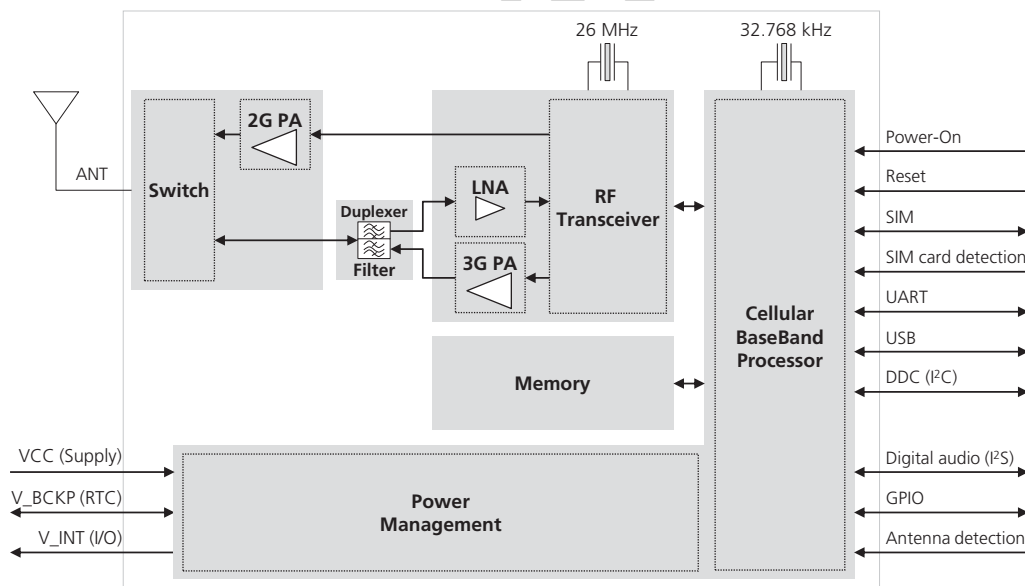 26 MHz
32.768 kHz
ANT
Switch
2G PA
Duplexer
Filter
LNA
3G PA
RF
Transceiver
Memory
Cellular
BaseBand
Processor
Power
Management
Power-On
Reset
SIM
SIM card detection
UART
USB
DDC (I²C)
Digital audio (I²S)
GPIO
Antenna detection
VCC (Supply)
V_BCKP (RTC)
V_INT (I/O)